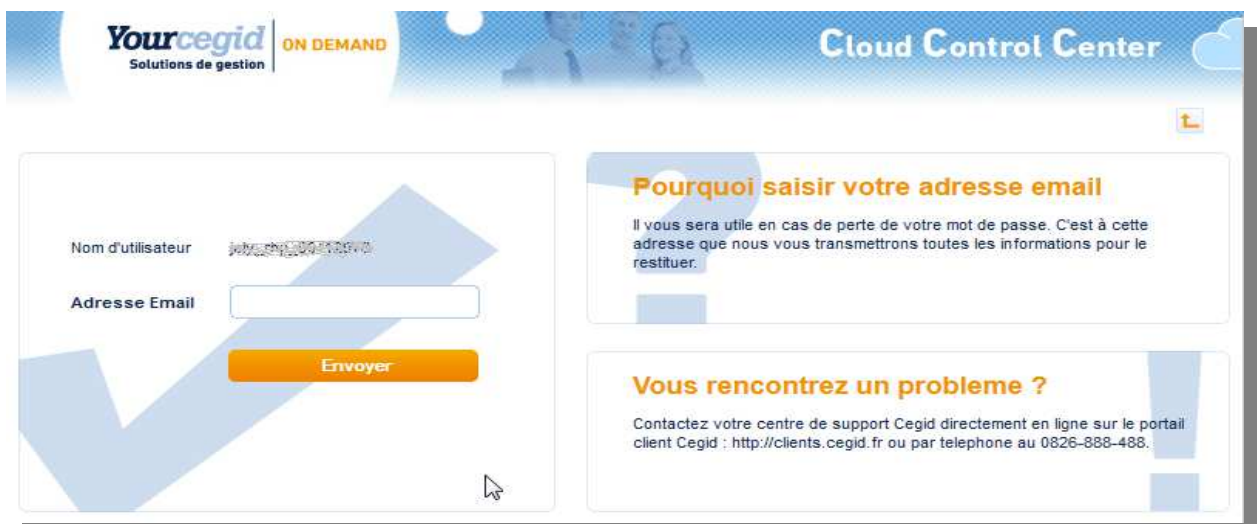 Yourcegid ON DEMAND
Solutions de gestion
Cloud Control Center
Nom d'utilisateur
Adresse Email
Envoyer
Pourquoi saisir votre adresse email
Il vous sera utile en cas de perte de votre mot de passe. C'est à cette
adresse que nous vous transmettrons toutes les informations pour le
restituer.
Vous rencontrez un probleme ?
Contactez votre centre de support Cegid directement en ligne sur le portail
client Cegid : http://clients.cegid.fr ou par telephone au 0826-888-488.